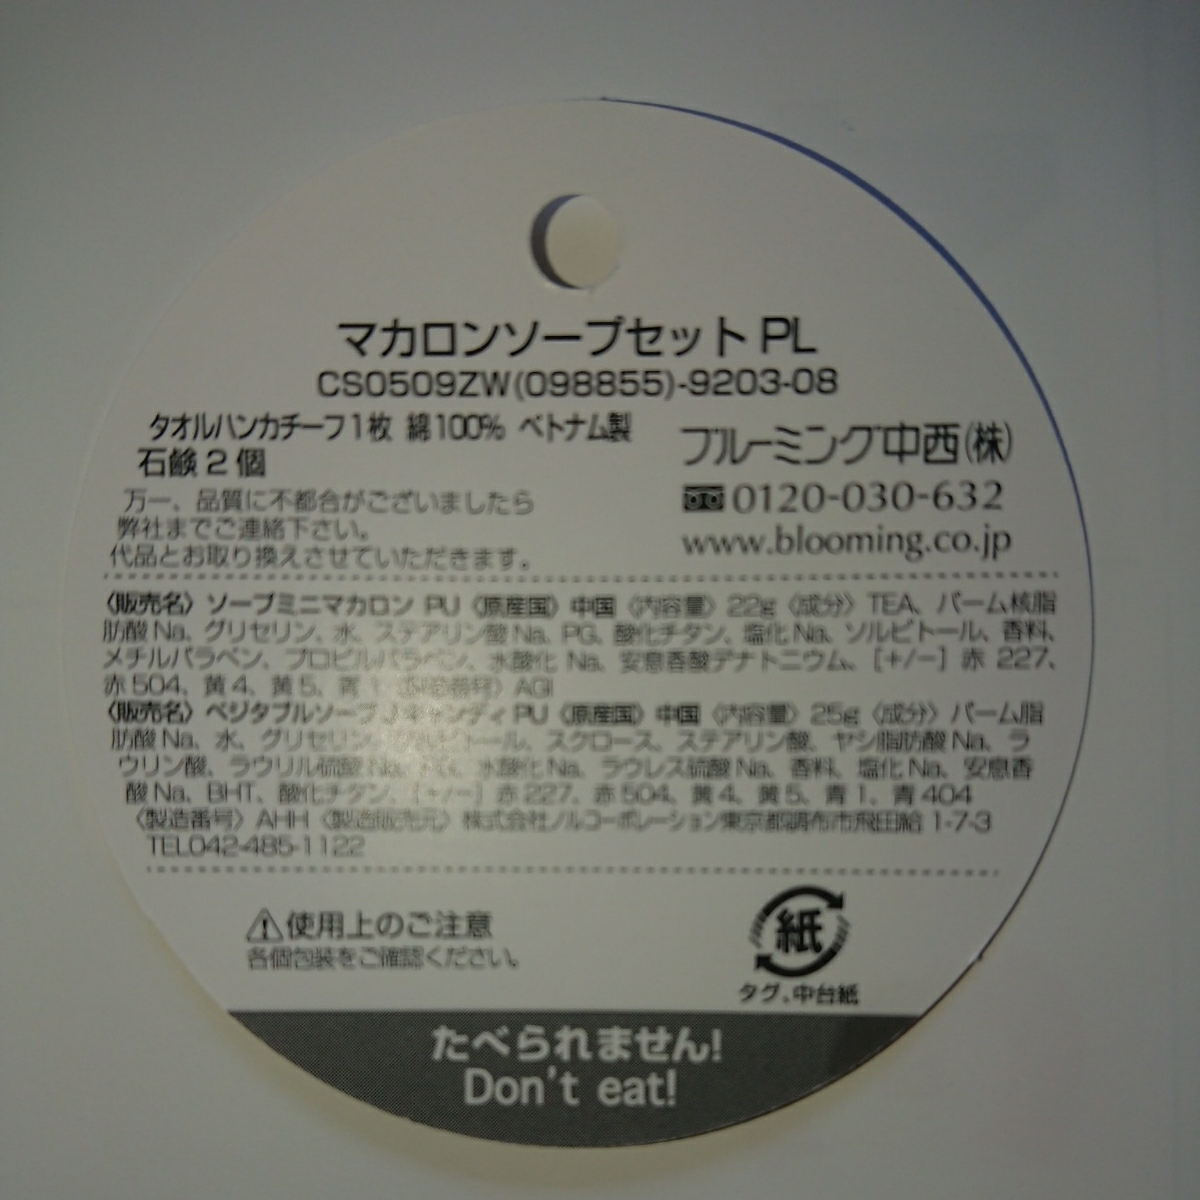 マカロンソープセット PL
CS0509ZW(098855)-9203-08
タオルハンカチーフ1枚 綿100% ベトナム製
石鹸2個
万一、品質に不都合がございましたら
弊社までご連絡下さい。
代品とお取り換えさせていただきます。
ブルーミング中西(株)
0120-030-632
www.blooming.co.jp
〈販売名〉ソープミニマカロン PU〈原産国〉中国〈内容量〉22g〈成分〉TEA、パーム核脂
肪酸Na、グリセリン、水、ステアリン酸Na、PG、酸化チタン、塩化Na、ソルビトール、香料、
メチルパラベン、プロピルパラベン、水酸化Na、安息香酸デナトニウム、[+/−]赤227、
赤504、黄4、黄5、青1〈製造番号〉AGI
〈販売名〉ベジタブルソープJキャンディPU〈原産国〉中国〈内容量〉25g〈成分〉パーム脂
肪酸Na、水、グリセリン、ソルビトール、スクロース、ステアリン酸、ヤシ脂肪酸Na、ラ
ウリン酸、ラウリル硫酸Na、水酸化Na、ラウレス硫酸Na、香料、塩化Na、安息香
酸Na、BHT、酸化チタン、[+/−]赤227、赤504、黄4、黄5、青1、青404
〈製造番号〉AHH〈製造販売元〉株式会社ノルコーポレーション東京都調布市飛田給1-7-3
TEL042-485-1122
使用上のご注意
各個包装をご確認ください。
紙
タグ、中台紙
たべられません!
Don't eat!